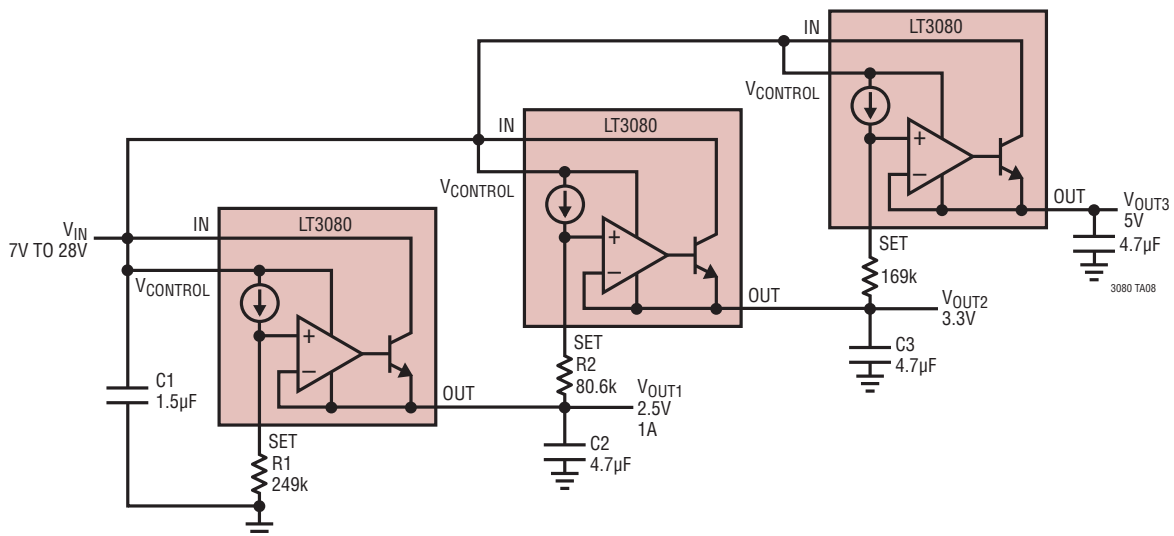 IN
LT3080
VCONTROL
IN
LT3080
VCONTROL
OUT
VOUT3
5V
4.7µF
SET
169k
3080 TA08
VIN
7V TO 28V
IN
LT3080
VCONTROL
OUT
VOUT2
3.3V
SET
R2
80.6k
C3
4.7µF
C1
1.5µF
OUT
VOUT1
2.5V
1A
SET
R1
249k
C2
4.7µF